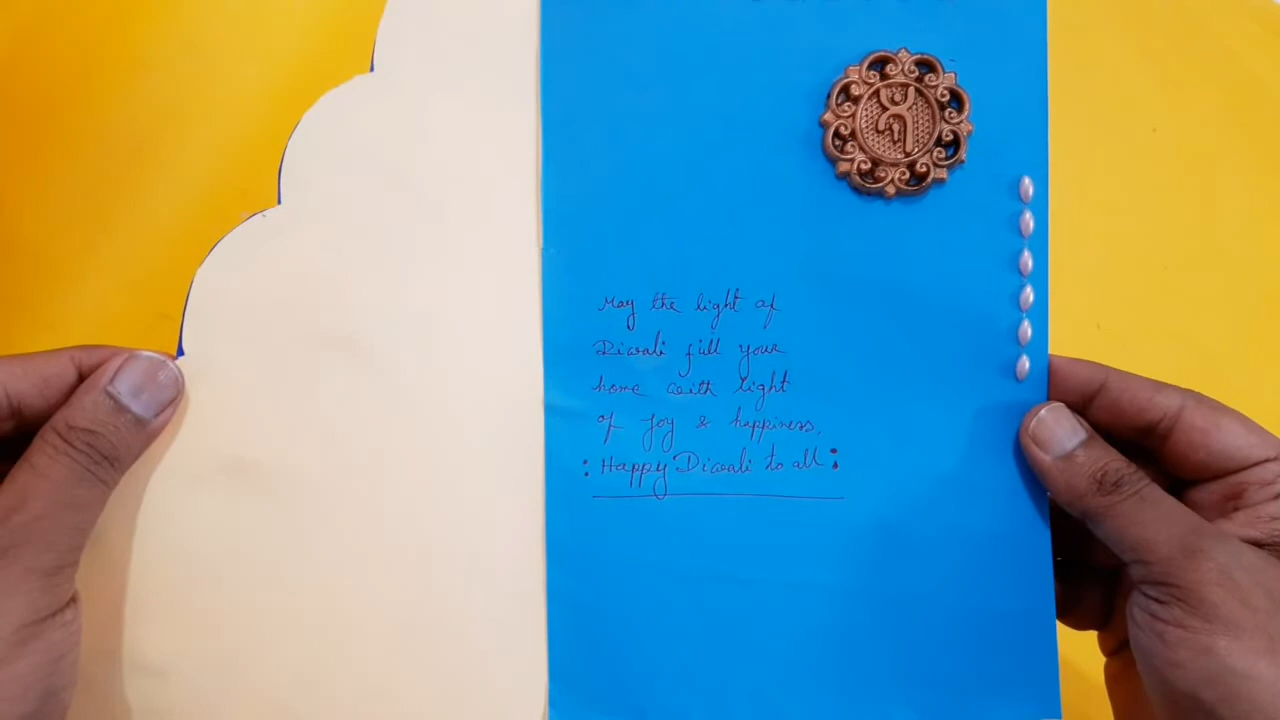 May the light of
Diwali fill your
home with light
of joy & happiness,
: Happy Diwali to all :